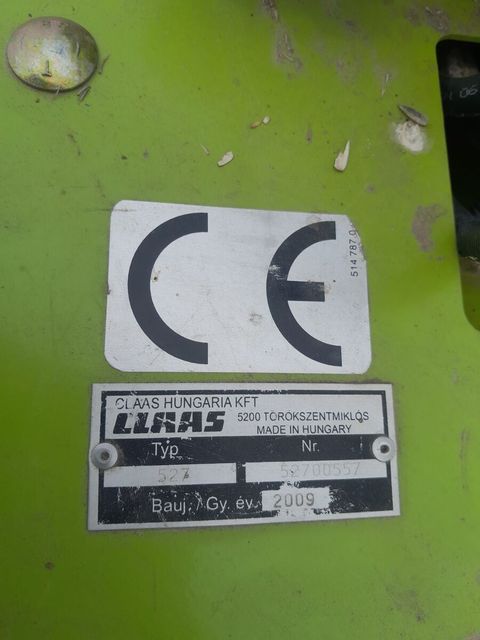 CE
514 787.0
CLAAS HUNGARIA KFT
CLAAS 5200 TÖRÖKSZENTMIKLÓS
MADE IN HUNGARY
Typ Nr.
527 52700557
Bauj. / Gy. év. 2009